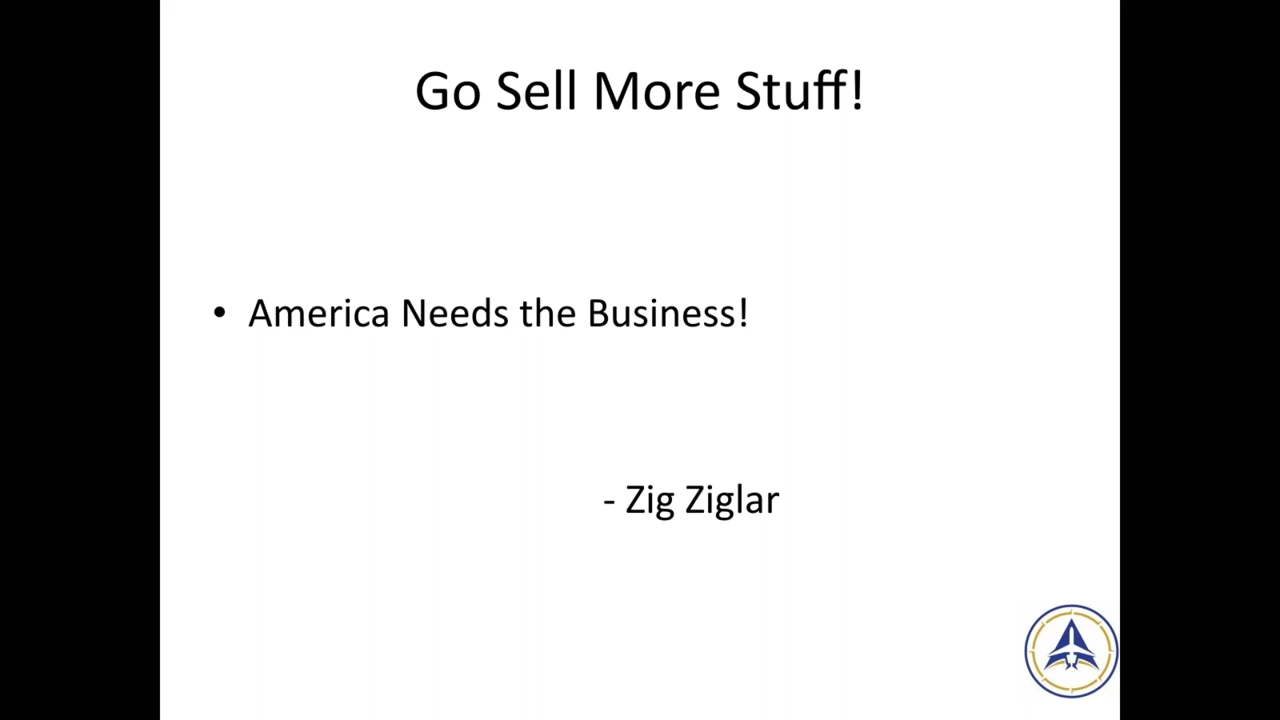 Go Sell More Stuff!
• America Needs the Business!
- Zig Ziglar